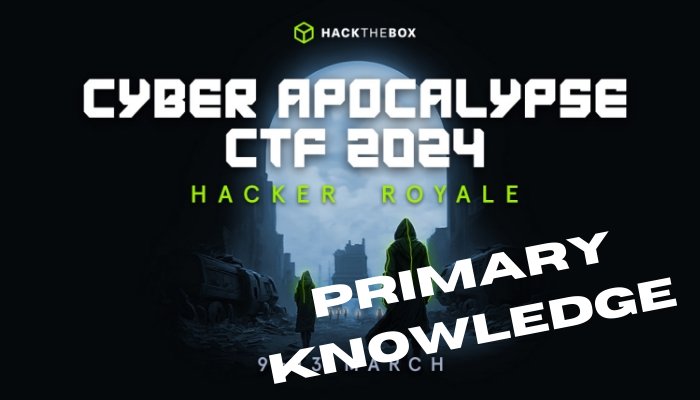 HACKTHEBOX
CYBER APOCALYPSE
CTF 2024
HACKER ROYALE
PRIMARY
KNOWLEDGE
MARCH